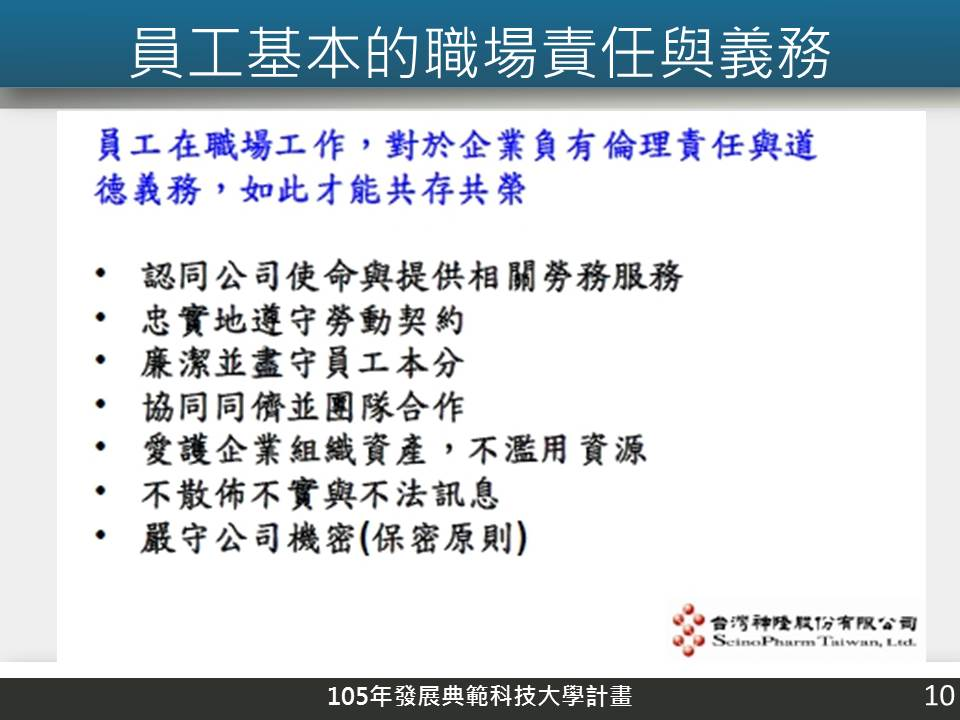 員工基本的職場責任與義務
員工在職場工作，對於企業負有倫理責任與道
德義務，如此才能共存共榮
• 認同公司使命與提供相關勞務服務
• 忠實地遵守勞動契約
• 廉潔並盡守員工本分
• 協同同儕並團隊合作
• 愛護企業組織資產，不濫用資源
• 不散佈不實與不法訊息
• 嚴守公司機密(保密原則)
台灣神隆股份有限公司
ScinoPharm Taiwan, Ltd.
105年發展典範科技大學計畫
10